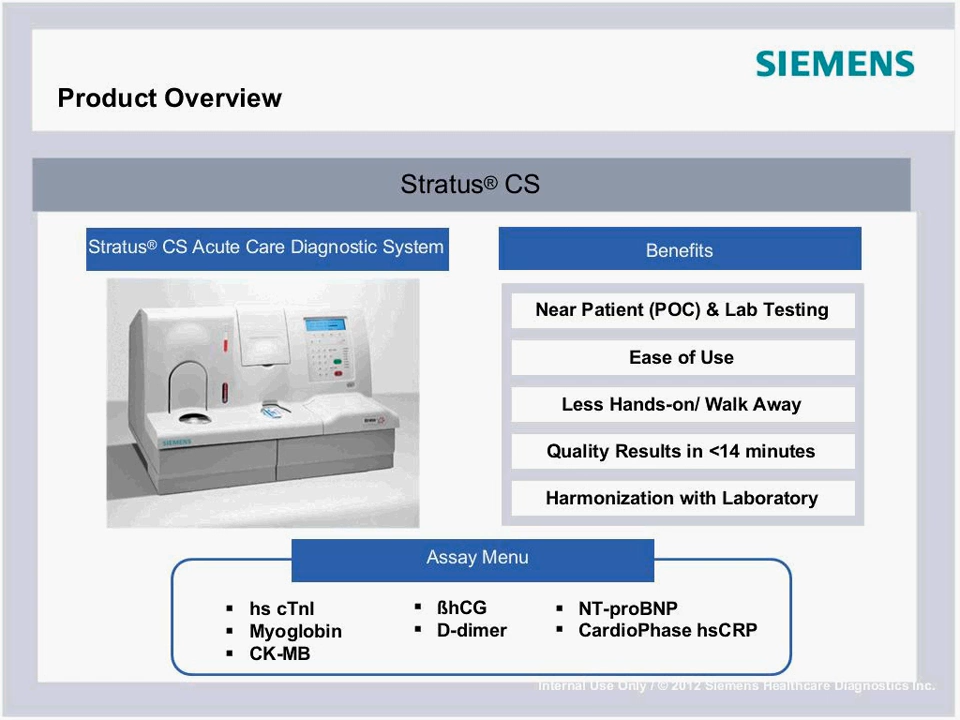 SIEMENS
Product Overview
Stratus® CS
Stratus® CS Acute Care Diagnostic System
SIEMENS
Benefits
Near Patient (POC) & Lab Testing
Ease of Use
Less Hands-on/ Walk Away
Quality Results in <14 minutes
Harmonization with Laboratory
Assay Menu
▪ hs cTnI
▪ Myoglobin
▪ CK-MB
▪ ßhCG
▪ D-dimer
▪ NT-proBNP
▪ CardioPhase hsCRP
Internal Use Only / © 2012 Siemens Healthcare Diagnostics Inc.